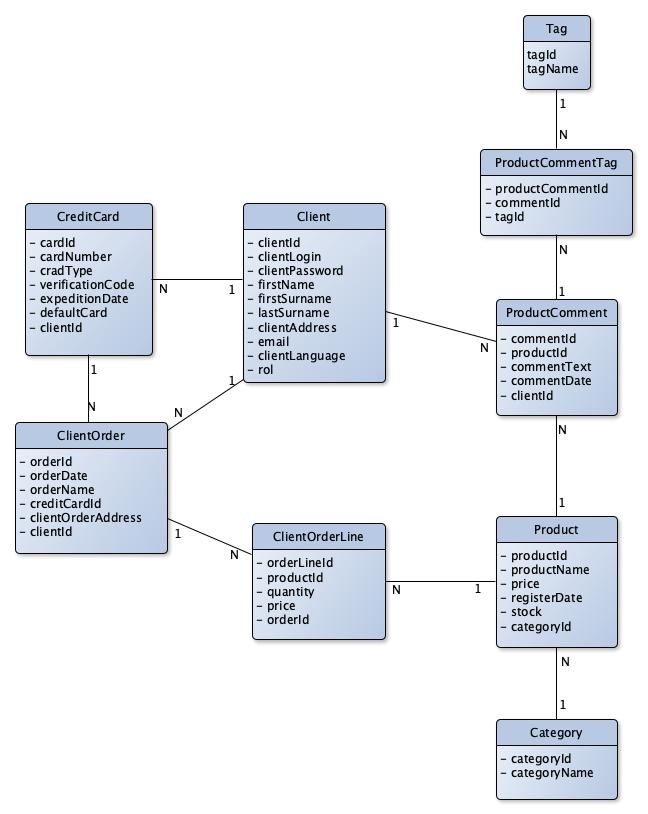 Tag
tagId
tagName
1
N
ProductCommentTag
- productCommentId
- commentId
- tagId
N
1
CreditCard
- cardId
- cardNumber
- cradType
- verificationCode
- expeditionDate
- defaultCard
- clientId
N
1
Client
- clientId
- clientLogin
- clientPassword
- firstName
- firstSurname
- lastSurname
- clientAddress
- email
- clientLanguage
- rol
1
N
ProductComment
- commentId
- productId
- commentText
- commentDate
- clientId
1
N
1
N
ClientOrder
- orderId
- orderDate
- orderName
- creditCardId
- clientOrderAddress
- clientId
1
N
N
1
ClientOrderLine
- orderLineId
- productId
- quantity
- price
- orderId
N
1
Product
- productId
- productName
- price
- registerDate
- stock
- categoryId
N
1
Category
- categoryId
- categoryName